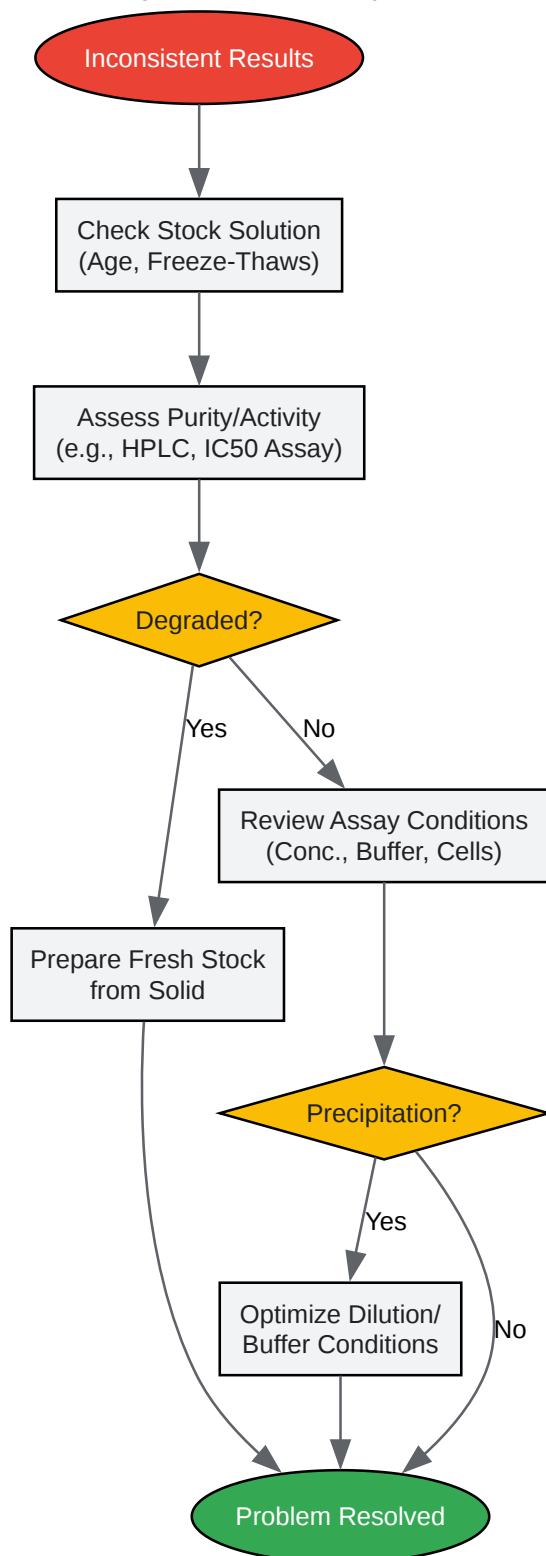 Inconsistent Results
Check Stock Solution
(Age, Freeze-Thaws)
Assess Purity/Activity
(e.g., HPLC, IC50 Assay)
Degraded?
Yes
No
Review Assay Conditions
(Conc., Buffer, Cells)
Prepare Fresh Stock
from Solid
Precipitation?
Yes
Optimize Dilution/
Buffer Conditions
No
Problem Resolved